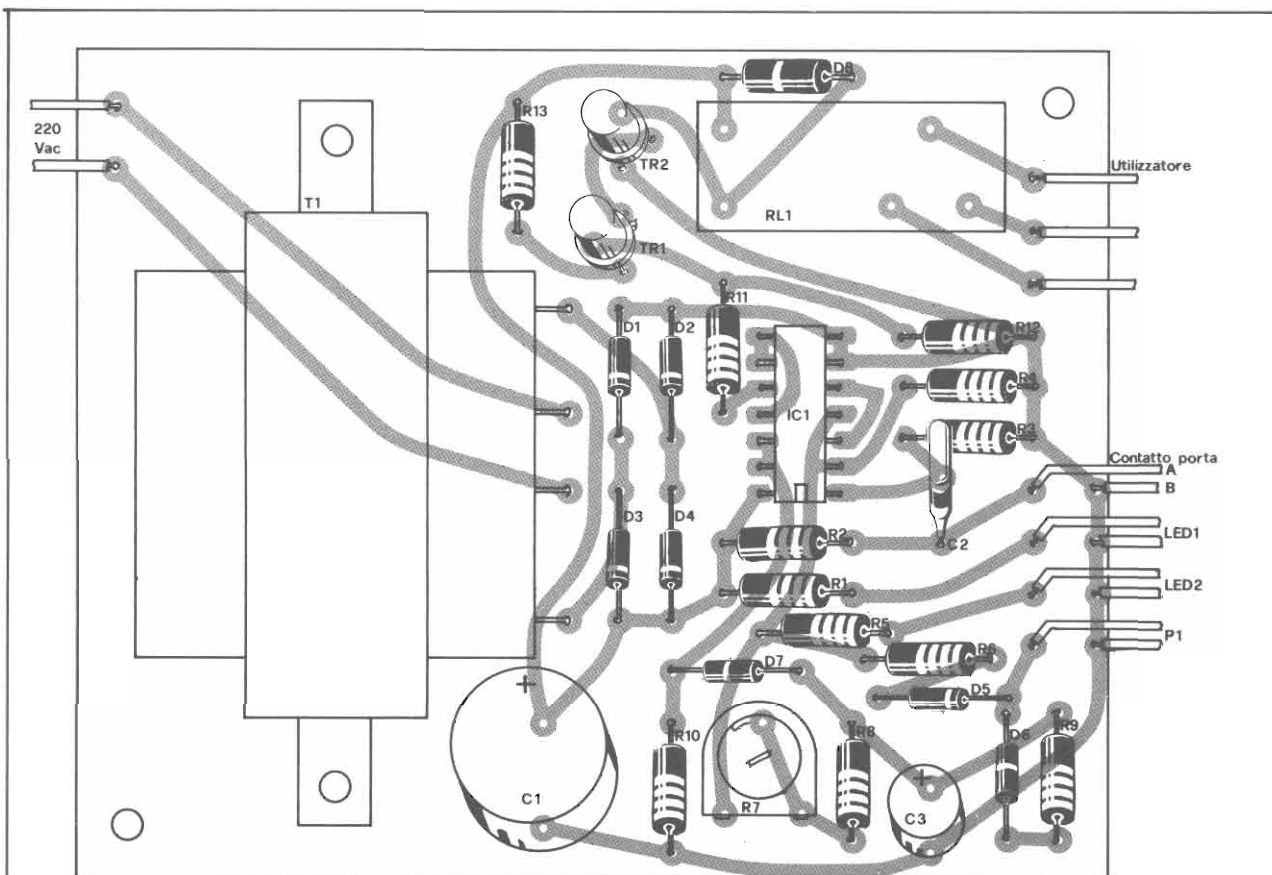 D8
R13
220
Vac
TR2
Utilizzatore
T1
RL1
TR1
R11
D1
D2
R12
R4
IC1
R3
Contatto porta
A
B
D3
D4
R2
C2
LED1
R1
LED2
R5
P1
R6
D7
D5
+
R10
R8
D6
R9
+
C1
R7
C3